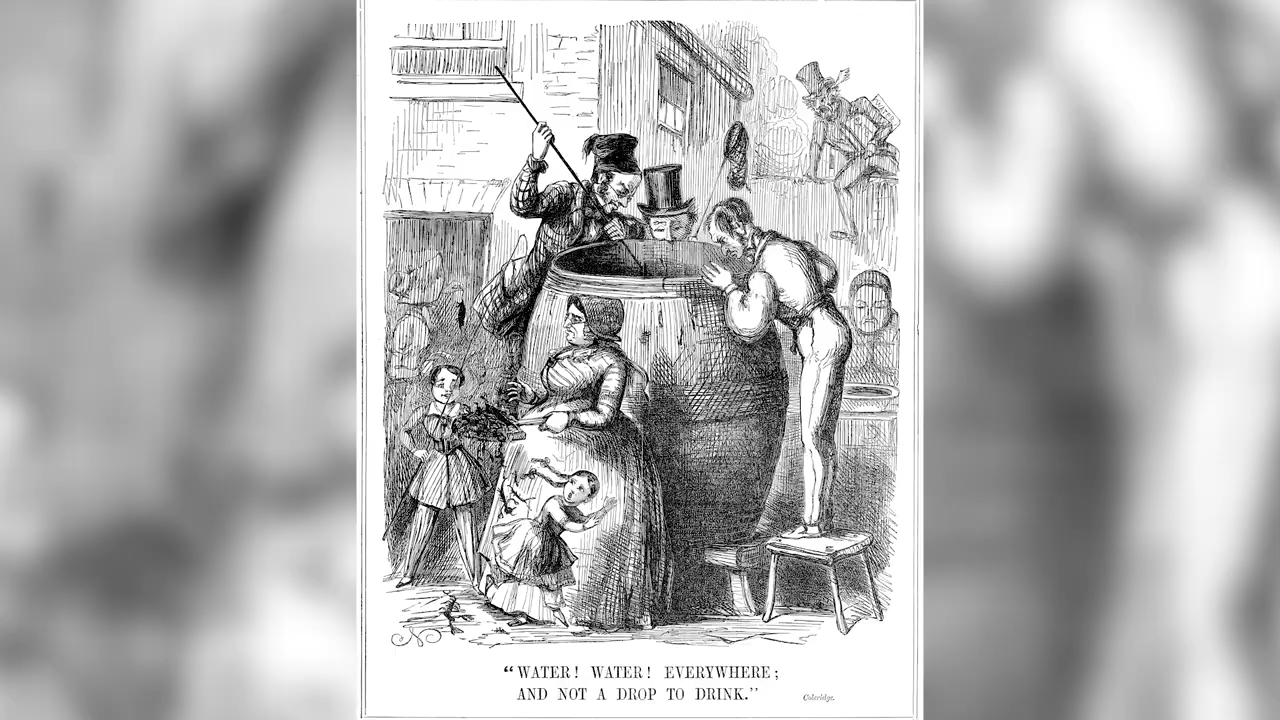 “WATER! WATER! EVERYWHERE;
AND NOT A DROP TO DRINK.”
Coleridge.